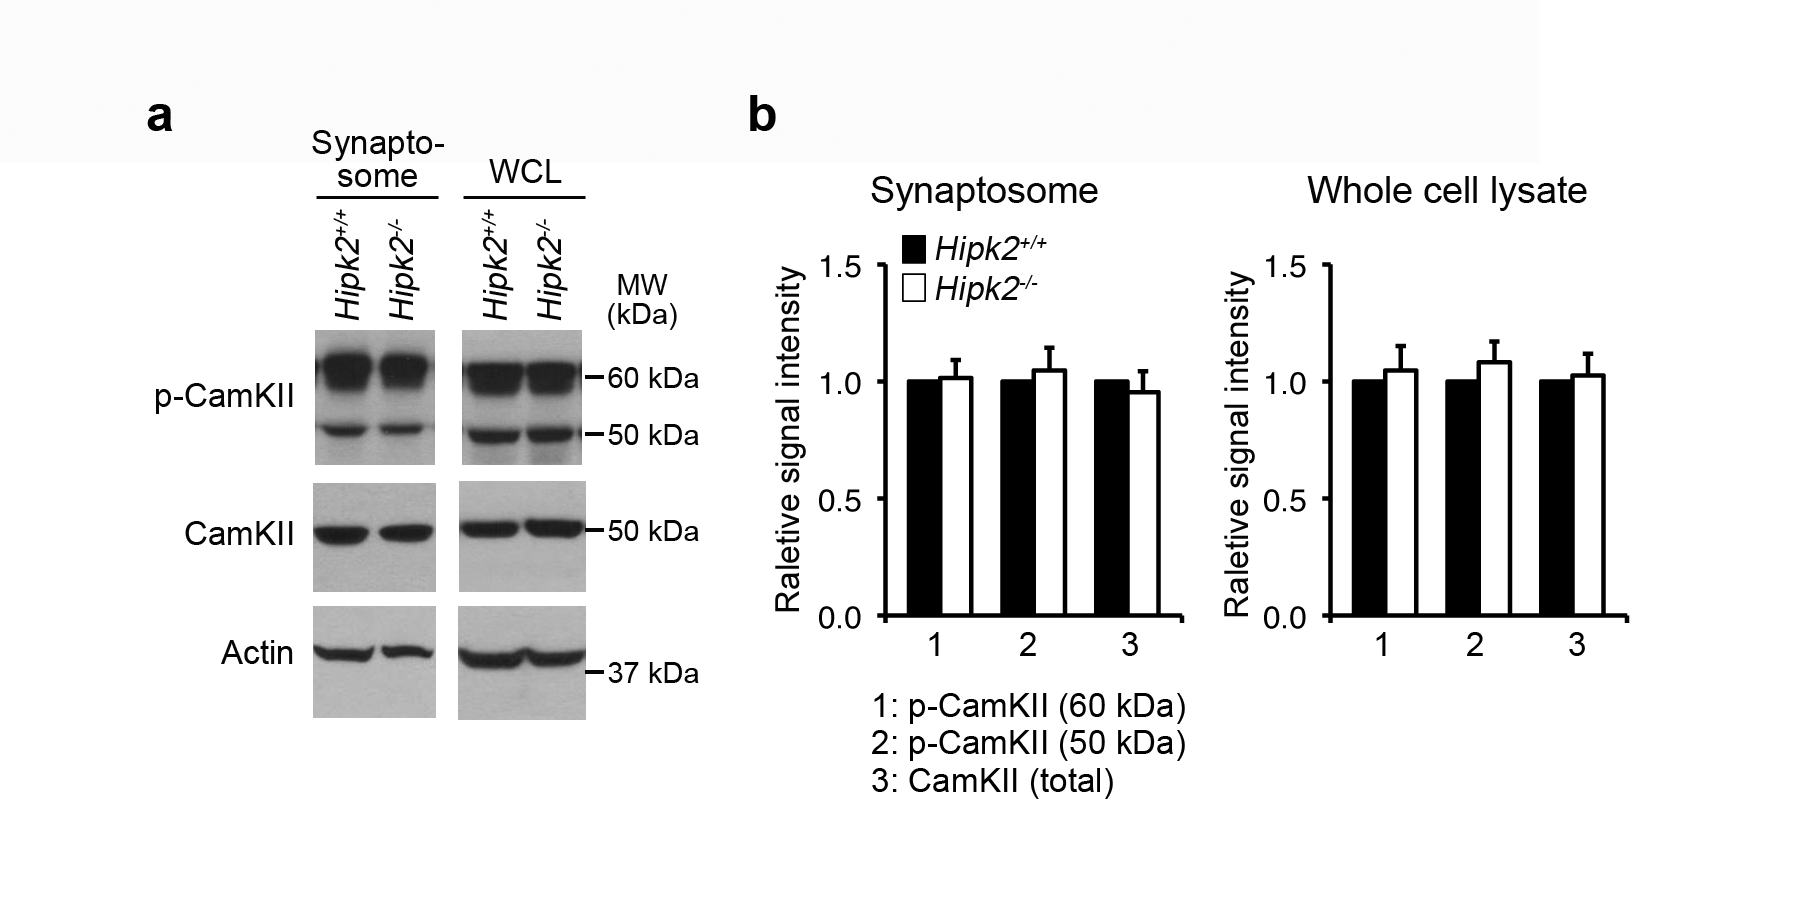 a
Synapto-
some
WCL
Hipk2+/+
Hipk2-/-
Hipk2+/+
Hipk2-/-
MW
(kDa)
p-CamKII
60 kDa
50 kDa
CamKII
50 kDa
Actin
37 kDa
b
Synaptosome
Hipk2+/+
Hipk2-/-
Raletive signal intensity
1.5
1.0
0.5
0.0
1 2 3
1: p-CamKII (60 kDa)
2: p-CamKII (50 kDa)
3: CamKII (total)
Whole cell lysate
Raletive signal intensity
1.5
1.0
0.5
0.0
1 2 3